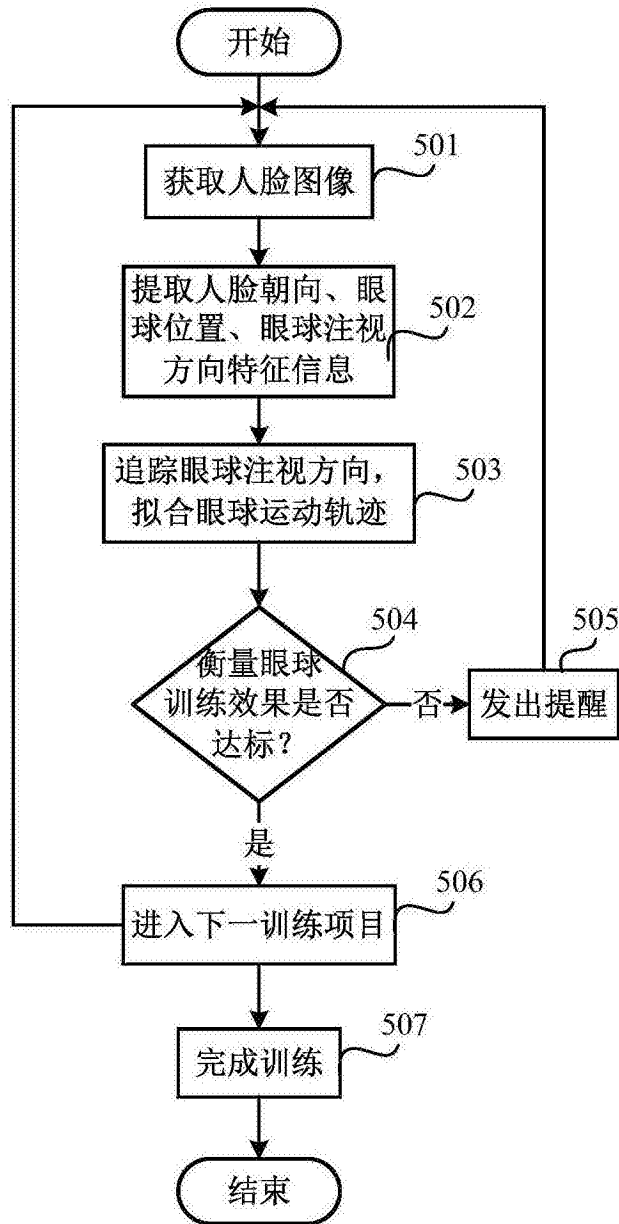 开始
501
获取人脸图像
提取人脸朝向、眼
球位置、眼球注视
方向特征信息
502
追踪眼球注视方向，
拟合眼球运动轨迹
503
504
衡量眼球
训练效果是否
达标？
否
505
发出提醒
是
506
进入下一训练项目
507
完成训练
结束